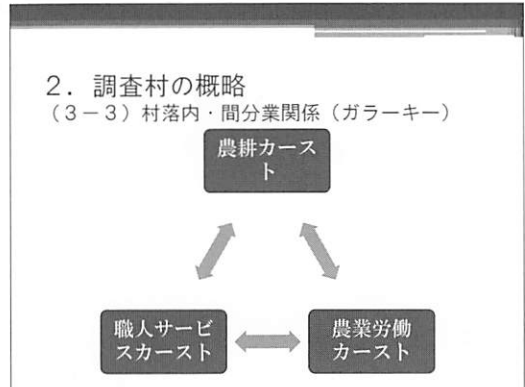 2．調査村の概略
（3－3）村落内・間分業関係（ガラーキー）
農耕カース
ト
職人サービ
スカースト
農業労働
カースト